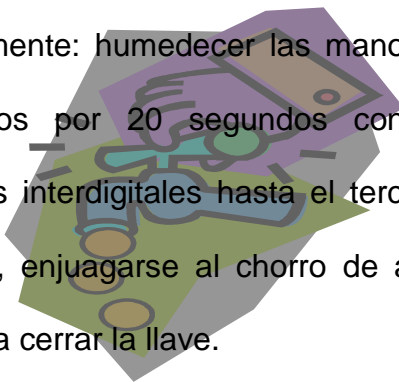 mente: humedecer las mano
os por 20 segundos con
s interdigitales hasta el terc
, enjuagarse al chorro de a
a cerrar la llave.